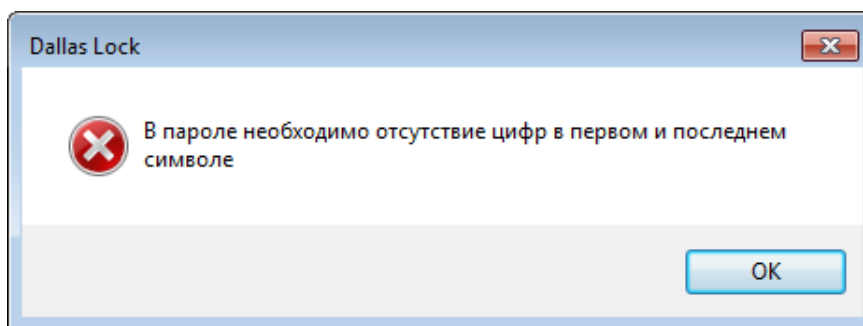 Dallas Lock
В пароле необходимо отсутствие цифр в первом и последнем
символе
OK